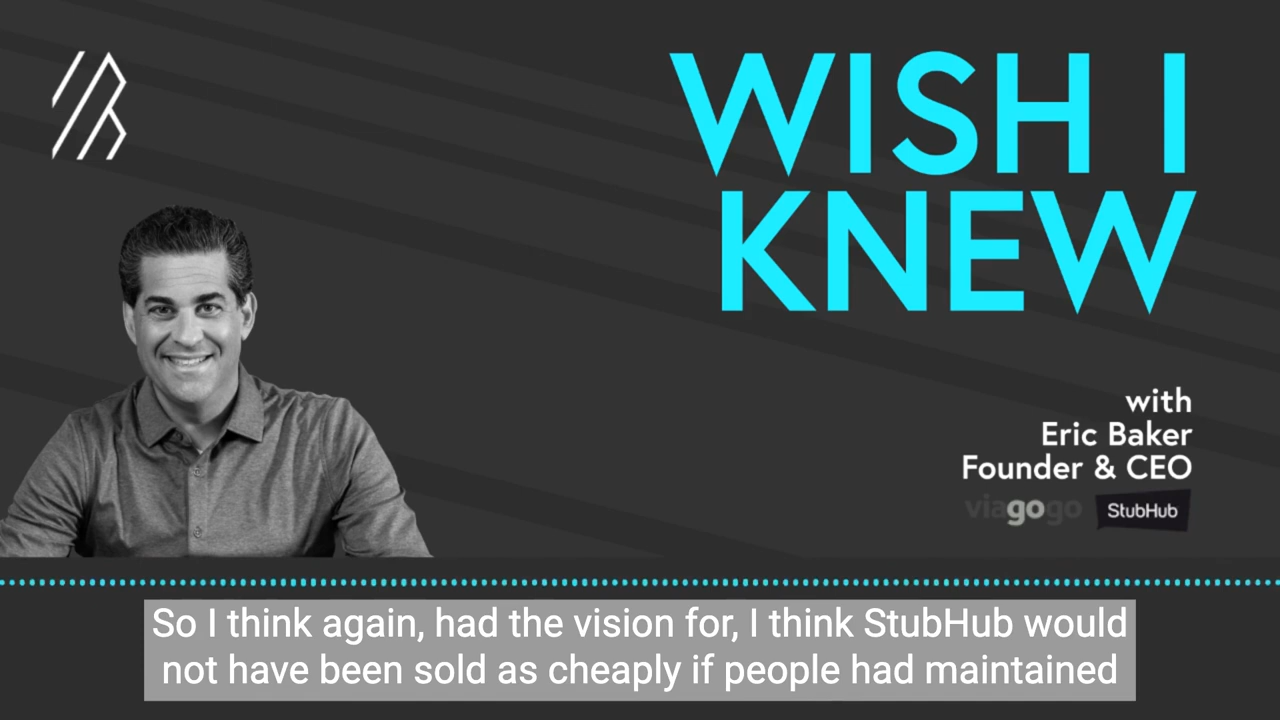 WISH I
KNEW
with
Eric Baker
Founder & CEO
viagogo StubHub
So I think again, had the vision for, I think StubHub would
not have been sold as cheaply if people had maintained